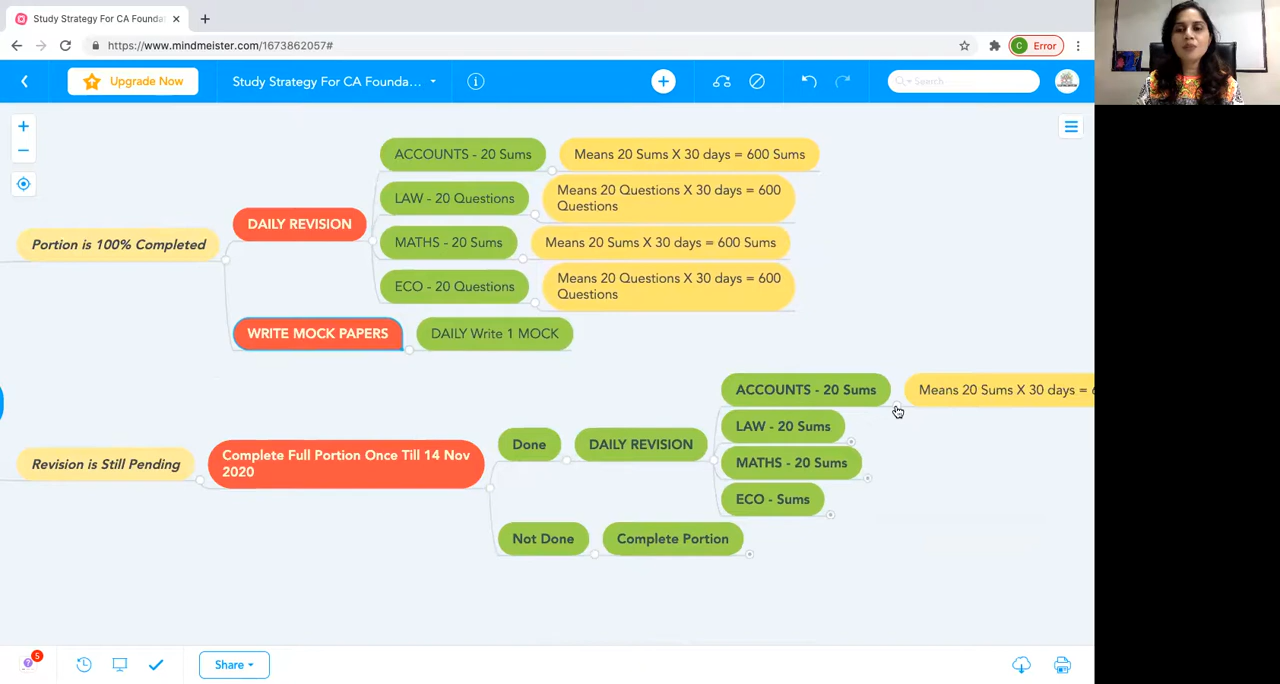 Study Strategy For CA Founda
https://www.mindmeister.com/1673862057#
C Error
Upgrade Now
Study Strategy For CA Founda...
Search
ACCOUNTS - 20 Sums
Means 20 Sums X 30 days = 600 Sums
LAW - 20 Questions
Means 20 Questions X 30 days = 600
Questions
DAILY REVISION
Portion is 100% Completed
MATHS - 20 Sums
Means 20 Sums X 30 days = 600 Sums
ECO - 20 Questions
Means 20 Questions X 30 days = 600
Questions
WRITE MOCK PAPERS
DAILY Write 1 MOCK
ACCOUNTS - 20 Sums
Means 20 Sums X 30 days =
LAW - 20 Sums
Done
DAILY REVISION
Revision is Still Pending
Complete Full Portion Once Till 14 Nov
2020
MATHS - 20 Sums
ECO - Sums
Not Done
Complete Portion
5
Share